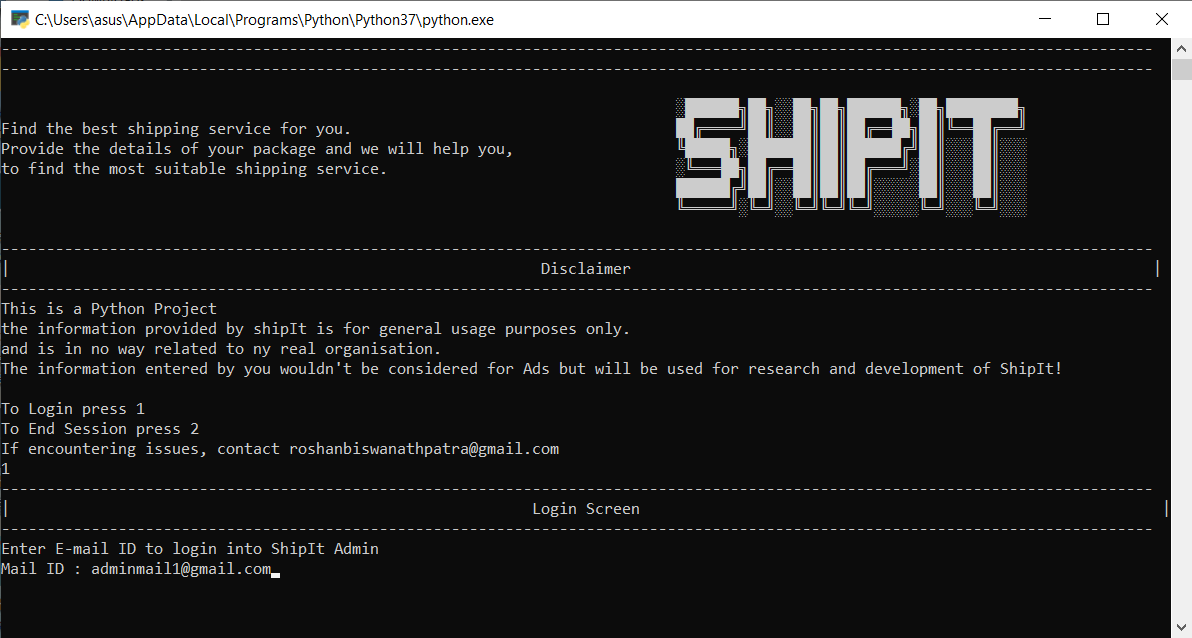 C:\Users\asus\AppData\Local\Programs\Python\Python37\python.exe
SHIPIT
Find the best shipping service for you.
Provide the details of your package and we will help you,
to find the most suitable shipping service.
Disclaimer
This is a Python Project
the information provided by shipIt is for general usage purposes only.
and is in no way related to ny real organisation.
The information entered by you wouldn't be considered for Ads but will be used for research and development of ShipIt!
To Login press 1
To End Session press 2
If encountering issues, contact roshanbiswanathpatra@gmail.com
1
Login Screen
Enter E-mail ID to login into ShipIt Admin
Mail ID : adminmail1@gmail.com